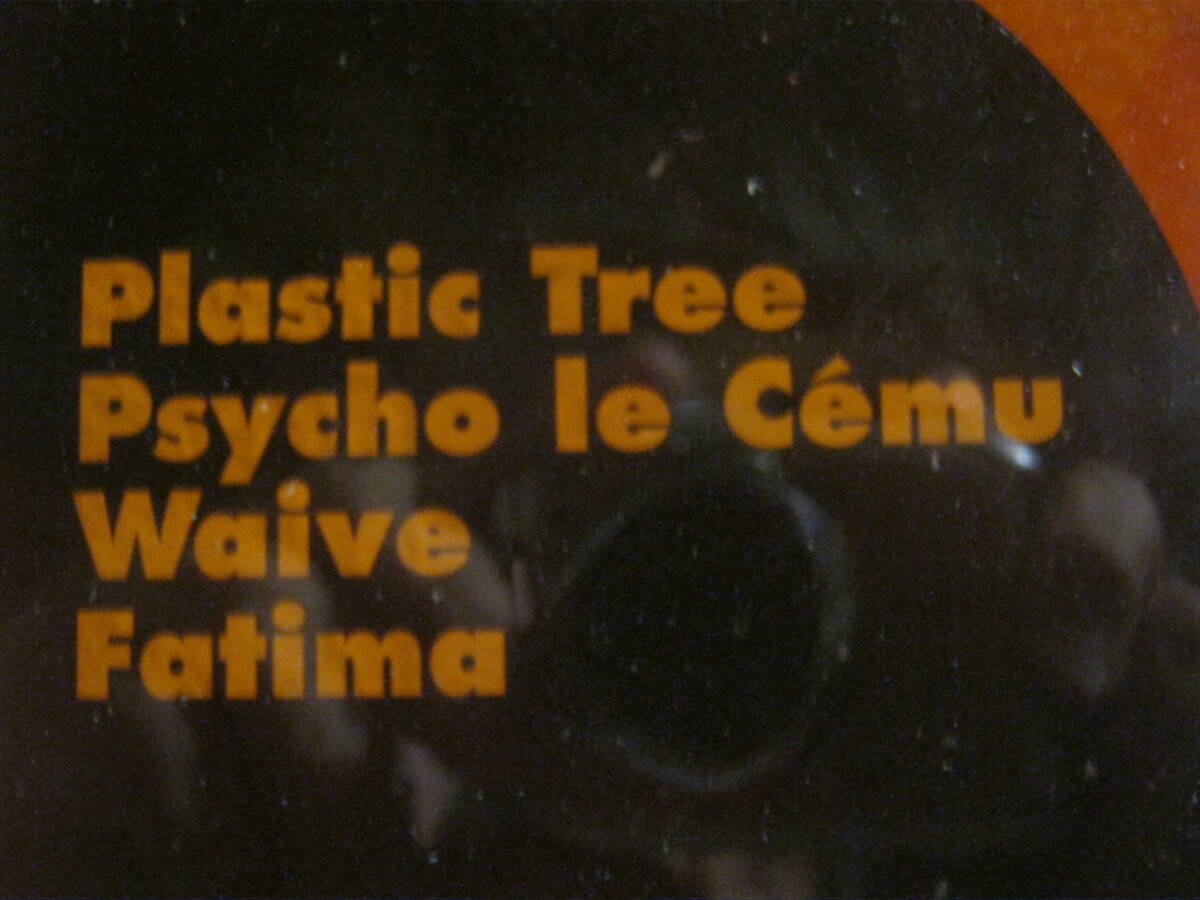 Plastic Tree
Psycho le Cému
Waive
Fatima